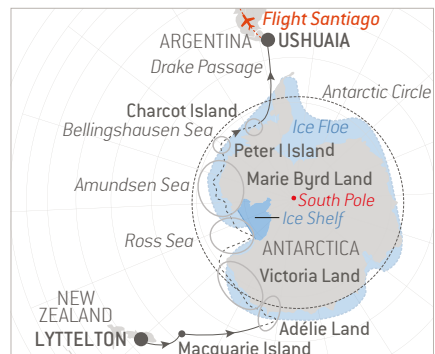 Flight Santiago
ARGENTINA
USHUAIA
Drake Passage
Antarctic Circle
Charcot Island
Ice Floe
Bellingshausen Sea
Peter I Island
Amundsen Sea
Marie Byrd Land
South Pole
Ice Shelf
Ross Sea
ANTARCTICA
Victoria Land
NEW
ZEALAND
LYTTELTON
Adélie Land
Macquarie Island